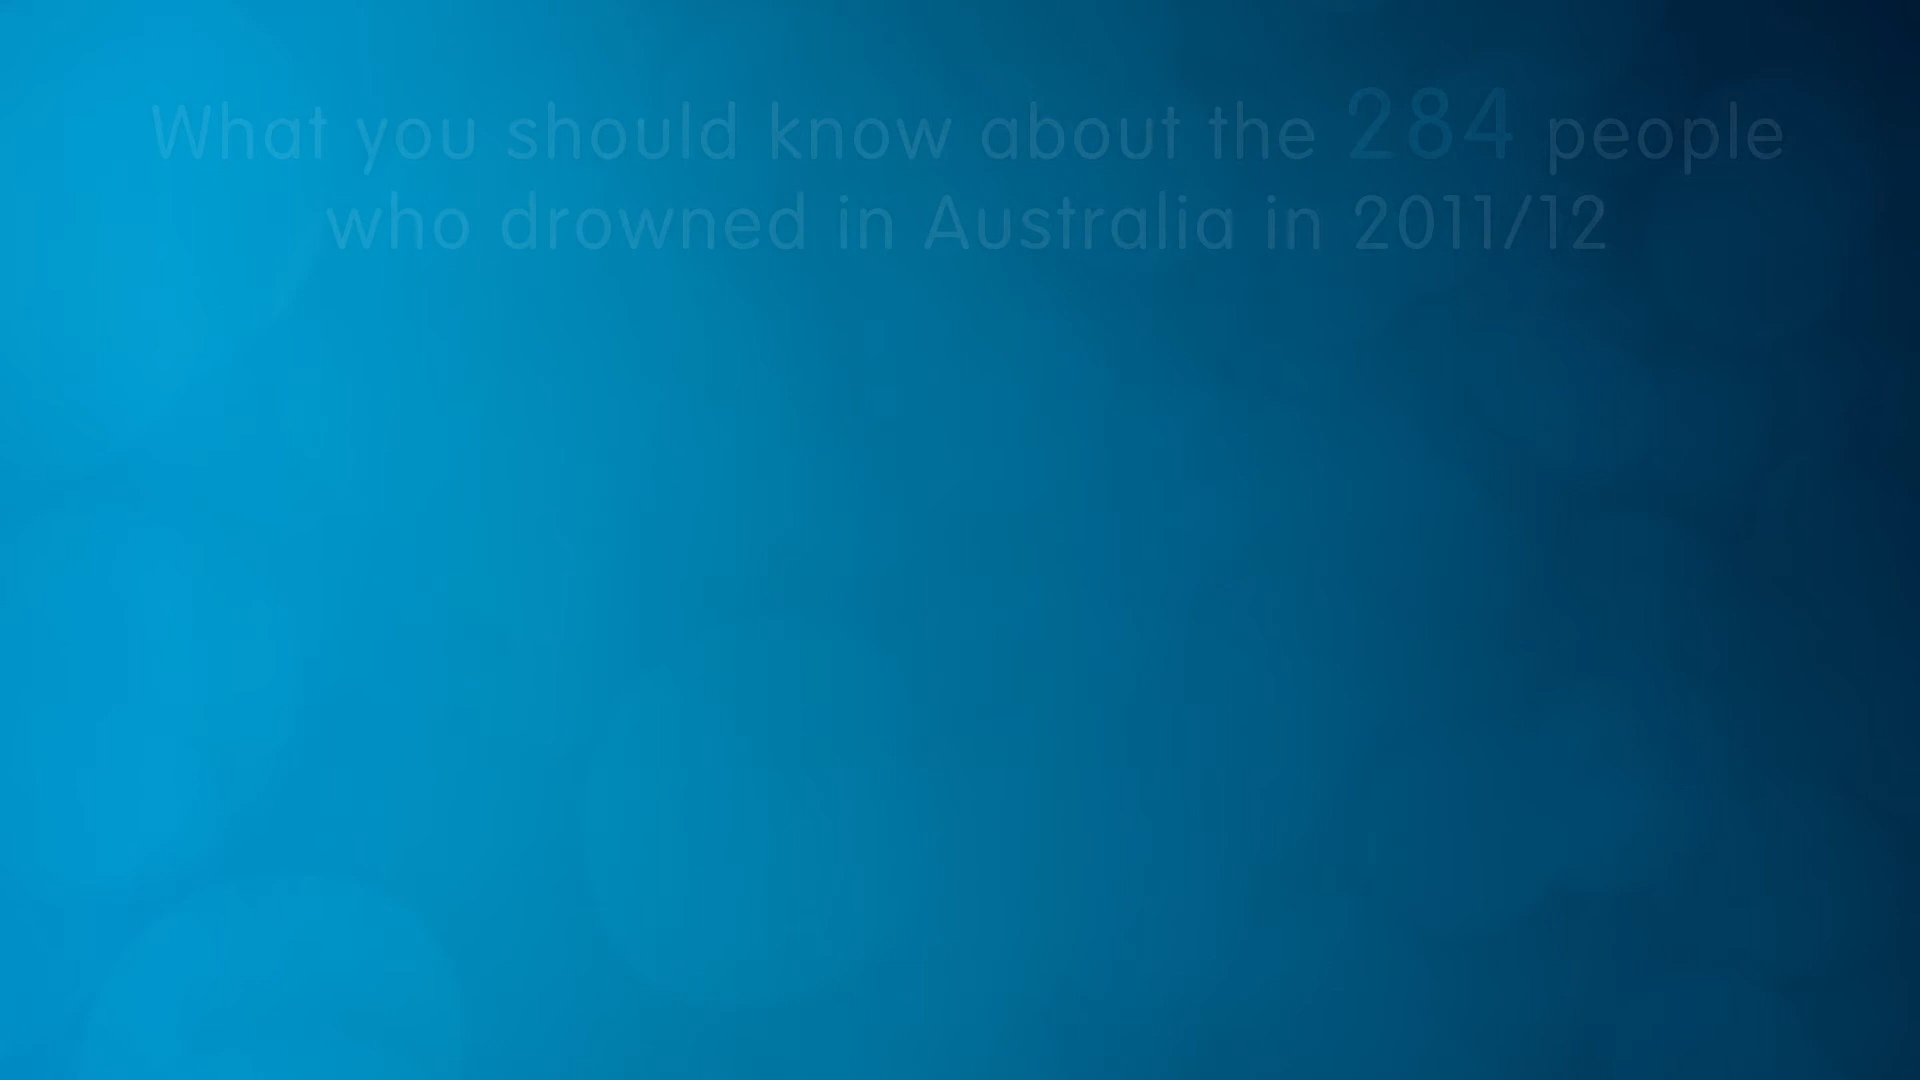 What you should know about the 284 people
who drowned in Australia in 2011/12